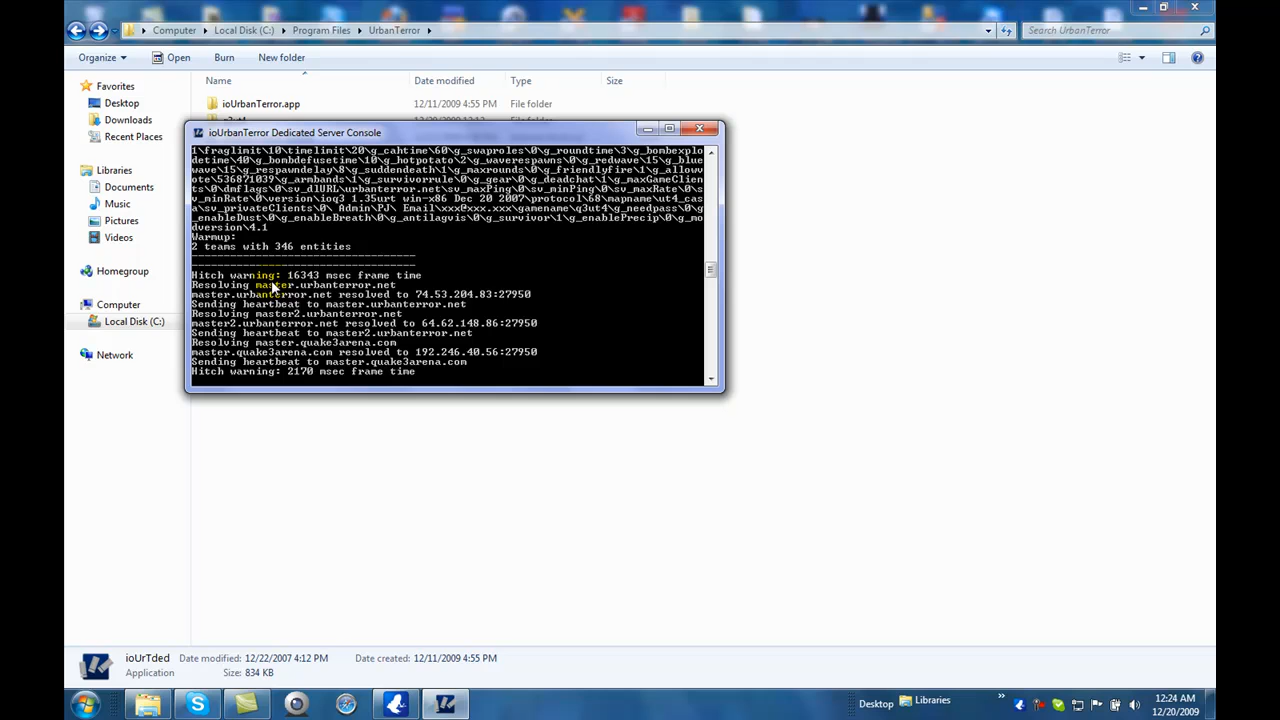 Computer Local Disk (C:) Program Files UrbanTerror Search UrbanTerror
Organize Open Burn New folder
Favorites
Desktop
Downloads
Recent Places
Libraries
Documents
Music
Pictures
Videos
Homegroup
Computer
Local Disk (C:)
Network
Name Date modified Type Size
ioUrbanTerror.app 12/11/2009 4:55 PM File folder
ioUrbanTerror Dedicated Server Console
1\fraglimit\10\timelimit\20\g_cahtime\60\g_swaproles\0\g_roundtime\3\g_bombexplo
detime\40\g_bombdefusetime\10\g_hotpotato\2\g_waverespawns\0\g_redwave\15\g_blue
wave\15\g_respawndelay\8\g_suddendeath\1\g_maxrounds\0\g_friendlyfire\1\g_allowv
ote\536871039\g_armbands\1\g_survivorrule\0\g_gear\0\g_deadchat\1\g_maxGameClien
ts\0\dmflags\0\sv_dlURL\urbanterror.net\sv_maxPing\0\sv_minPing\0\sv_maxRate\0\s
v_minRate\0\version\ioq3 1.35urt win-x86 Dec 20 2007\protocol\68\mapname\ut4_cas
a\sv_privateClients\0\ Admin\PJ\ Email\xxx@xxx.xxx\gamename\q3ut4\g_needpass\0\g
_enableDust\0\g_enableBreath\0\g_antilagvis\0\g_survivor\1\g_enablePrecip\0\g_mo
dversion\4.1
Warmup:
2 teams with 346 entities
-----------------------------------
-----------------------------------
Hitch warning: 16343 msec frame time
Resolving master.urbanterror.net
master.urbanterror.net resolved to 74.53.204.83:27950
Sending heartbeat to master.urbanterror.net
Resolving master2.urbanterror.net
master2.urbanterror.net resolved to 64.62.148.86:27950
Sending heartbeat to master2.urbanterror.net
Resolving master.quake3arena.com
master.quake3arena.com resolved to 192.246.40.56:27950
Sending heartbeat to master.quake3arena.com
Hitch warning: 2170 msec frame time
ioUrTded Date modified: 12/22/2007 4:12 PM Date created: 12/11/2009 4:55 PM
Application Size: 834 KB
Desktop Libraries
12:24 AM
12/20/2009